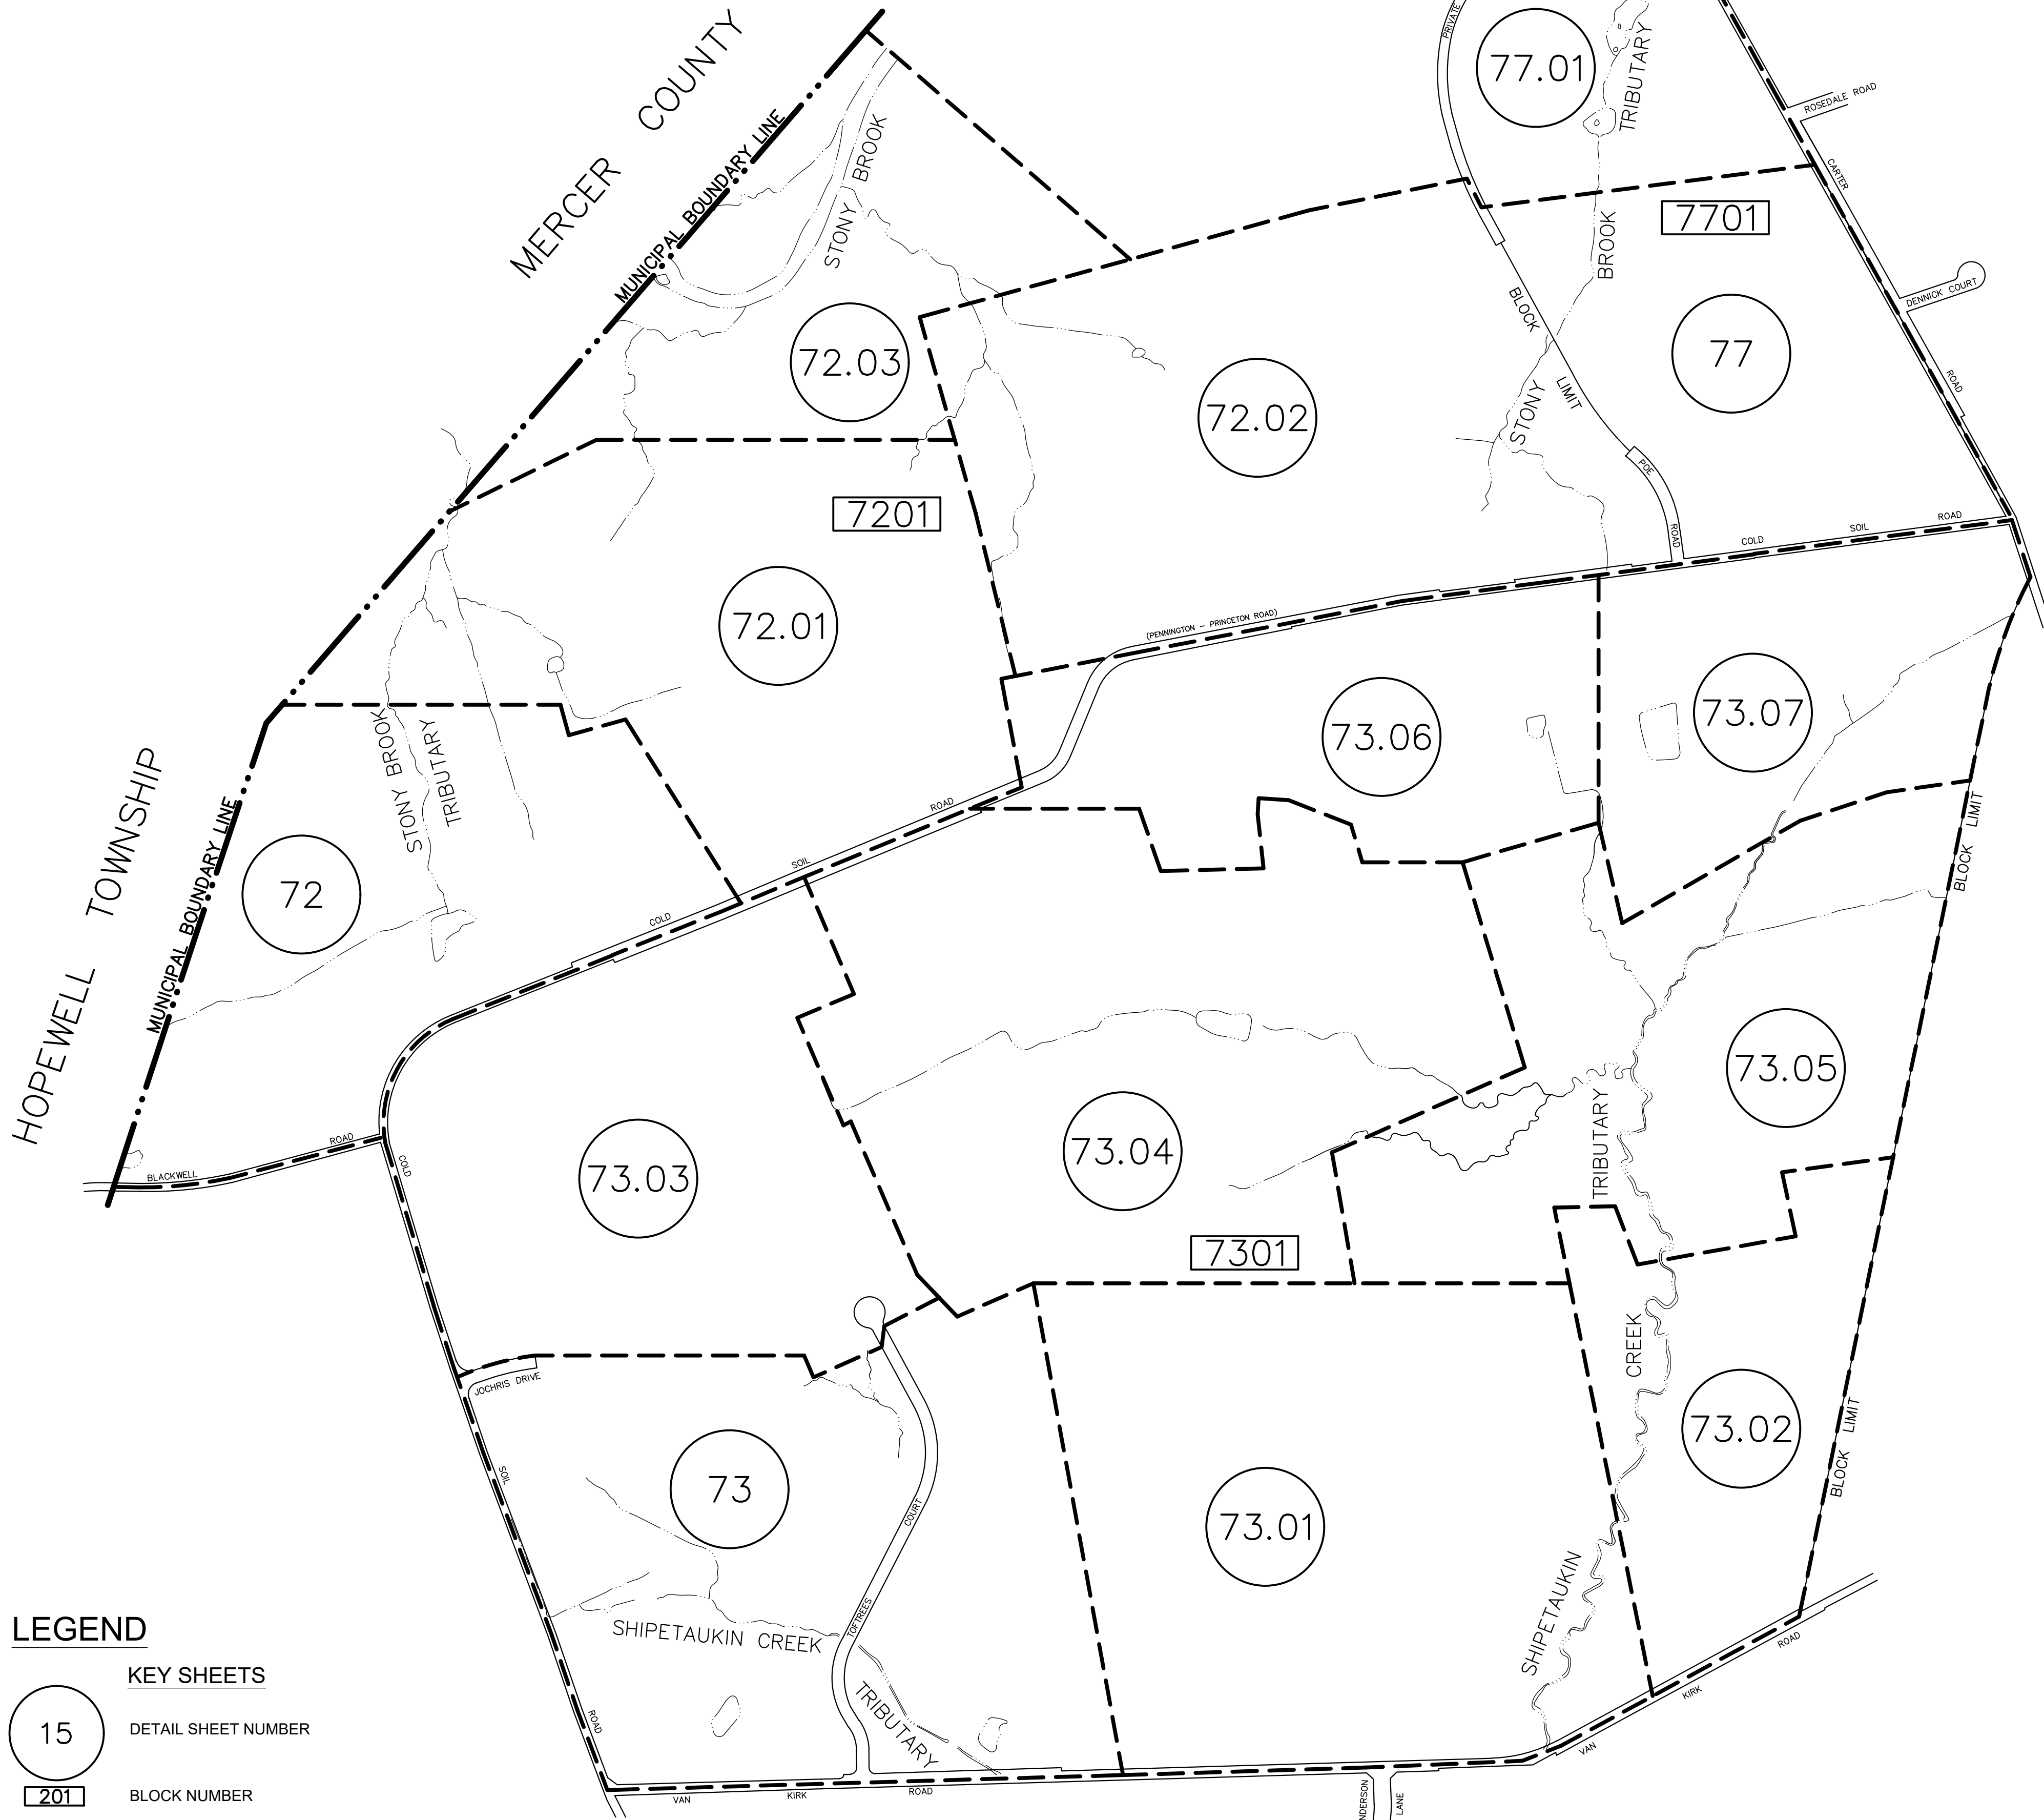 MERCER COUNTY
MUNICIPAL BOUNDARY LINE
STONY BROOK
PRIVATE
77.01
TRIBUTARY
BROOK
STONY
ROSEDALE ROAD
CARTER
ROAD
7701
DENNICK COURT
77
BLOCK LIMIT
POE
ROAD
72.03
72.02
7201
72.01
COLD SOIL ROAD
(PENNINGTON - PRINCETON ROAD)
HOPEWELL TOWNSHIP
MUNICIPAL BOUNDARY LINE
STONY BROOK
TRIBUTARY
72
73.06
73.07
COLD SOIL ROAD
BLOCK LIMIT
BLACKWELL ROAD
COLD
SOIL
ROAD
73.03
73.04
73.05
TRIBUTARY
7301
CREEK
SHIPETAUKIN
JOCHRIS DRIVE
73
COURT
TOFTREES
73.01
73.02
BLOCK LIMIT
SHIPETAUKIN CREEK
TRIBUTARY
VAN KIRK ROAD
VAN KIRK ROAD
LANE
LEGEND
KEY SHEETS
15
DETAIL SHEET NUMBER
201
BLOCK NUMBER